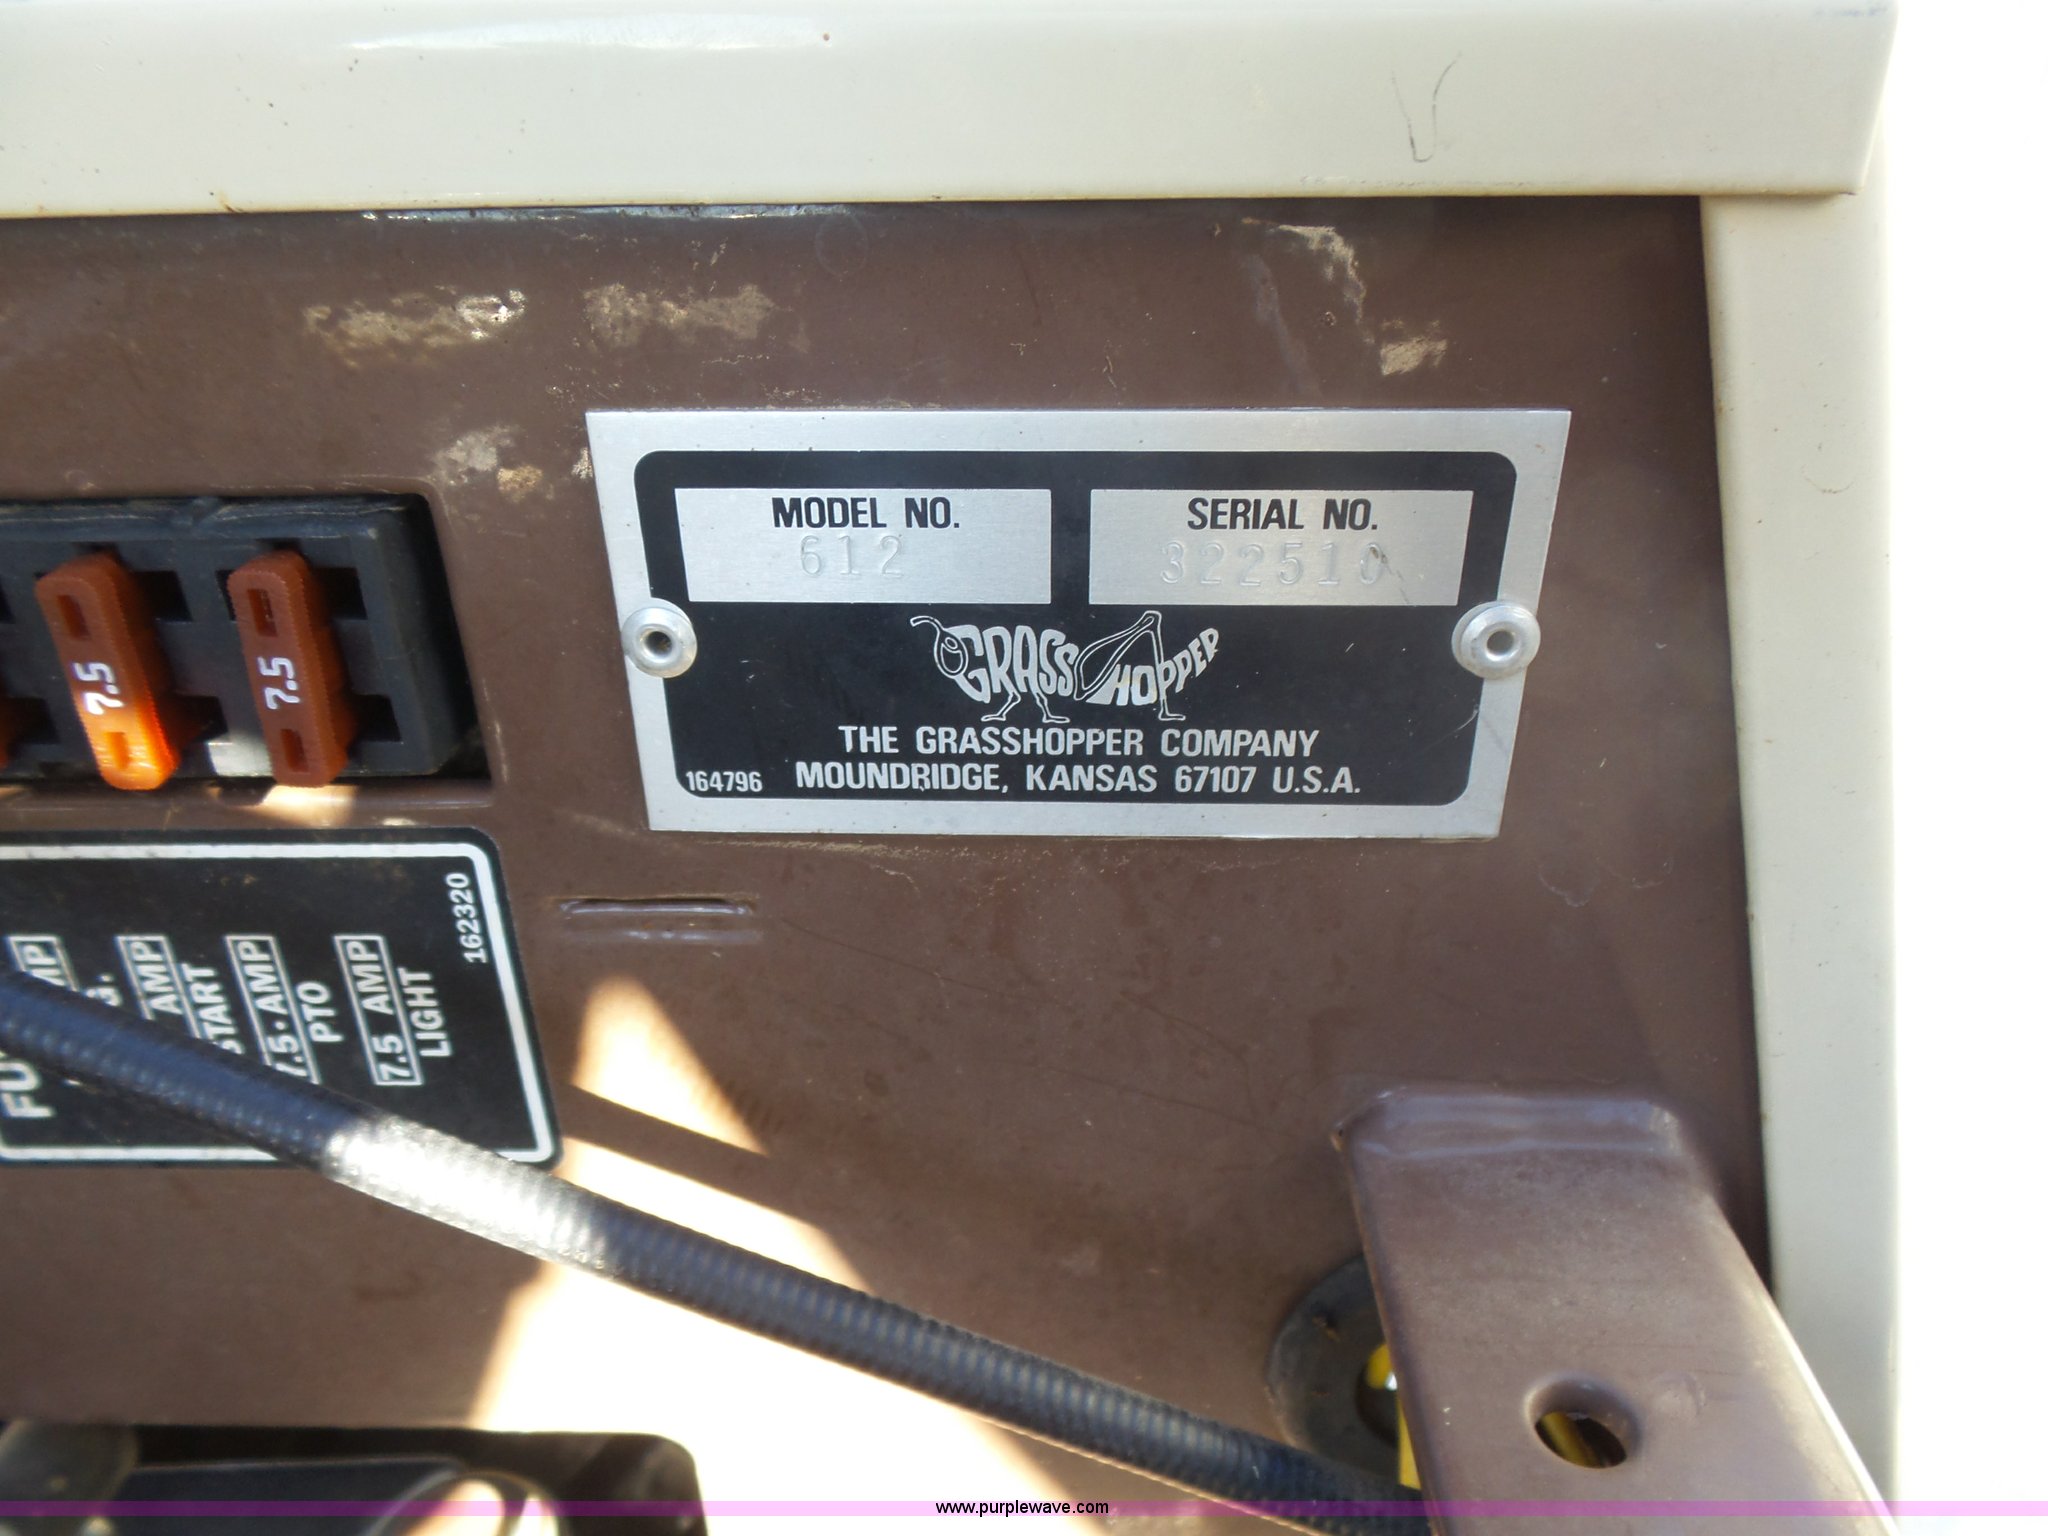 MODEL NO.
612
SERIAL NO.
322510
GRASSHOPPER
THE GRASSHOPPER COMPANY
164796 MOUNDRIDGE, KANSAS 67107 U.S.A.
7.5
7.5
AMP
START
7.5 AMP
PTO
7.5 AMP
LIGHT
162320
www.purplewave.com